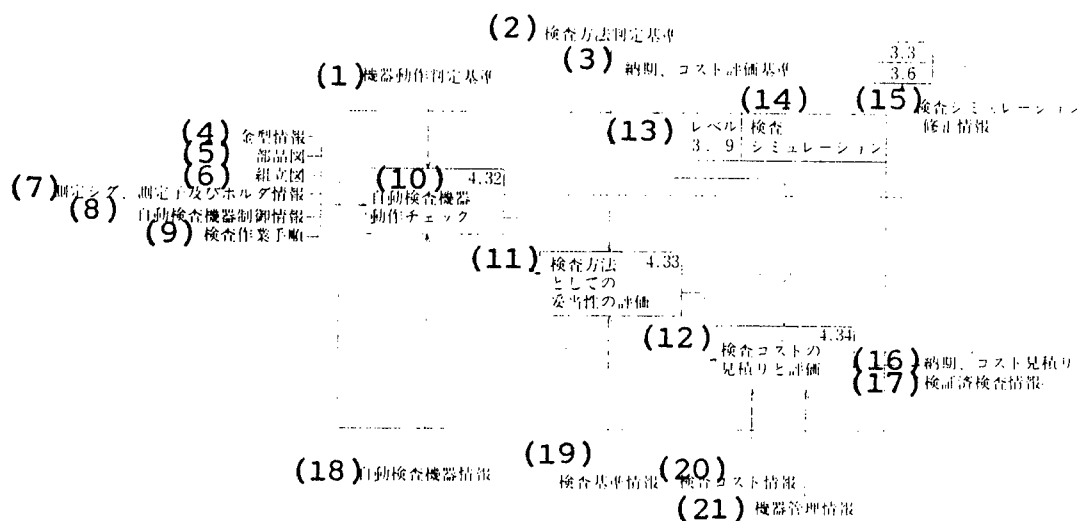 (2) 検査方法判定基準
(3) 納期、コスト評価基準
3.3
3.6
(1) 機器動作判定基準
(14)
(15) 検査シミュレーション
修正情報
(13) レベル 検査
3.9 シミュレーション
(4) 金型情報
(5) 部品図
(6) 組立図
(7) 測定ジグ、測定子及びホルダ情報
(8) 自動検査機器制御情報
(9) 検査作業手順
(10) 4.32
自動検査機器
動作チェック
(11) 検査方法 4.33
としての
妥当性の評価
(12) 4.34
検査コストの
見積りと評価
(16) 納期、コスト見積り
(17) 検証済検査情報
(18) 自動検査機器情報
(19)
検査基準情報
(20)
検査コスト情報
(21) 機器管理情報